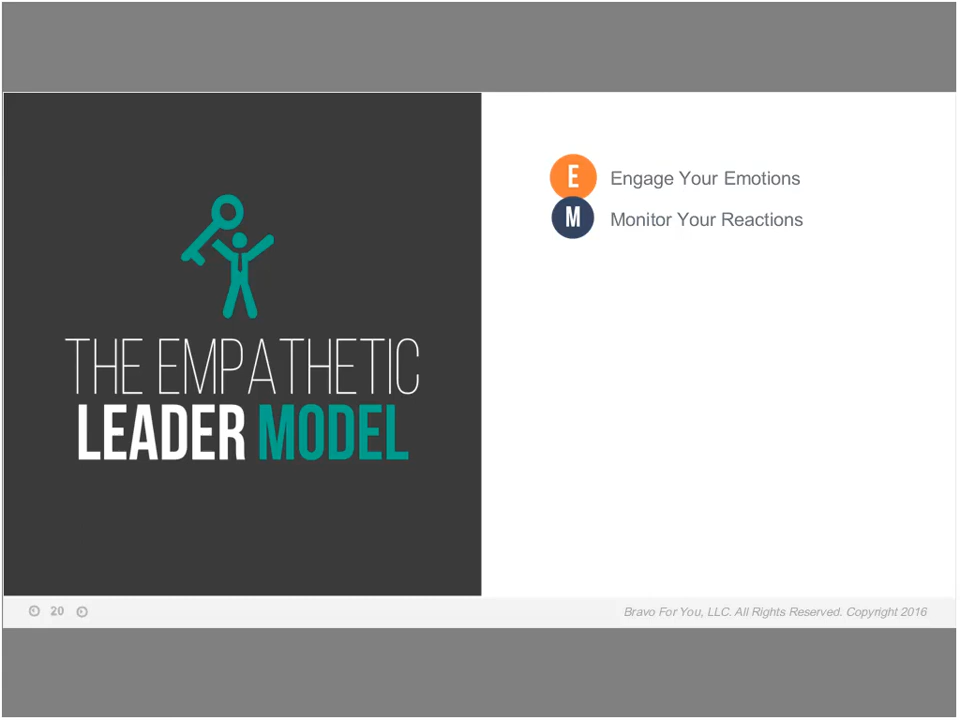 THE EMPATHETIC
LEADER MODEL
E Engage Your Emotions
M Monitor Your Reactions
20
Bravo For You, LLC. All Rights Reserved. Copyright 2016